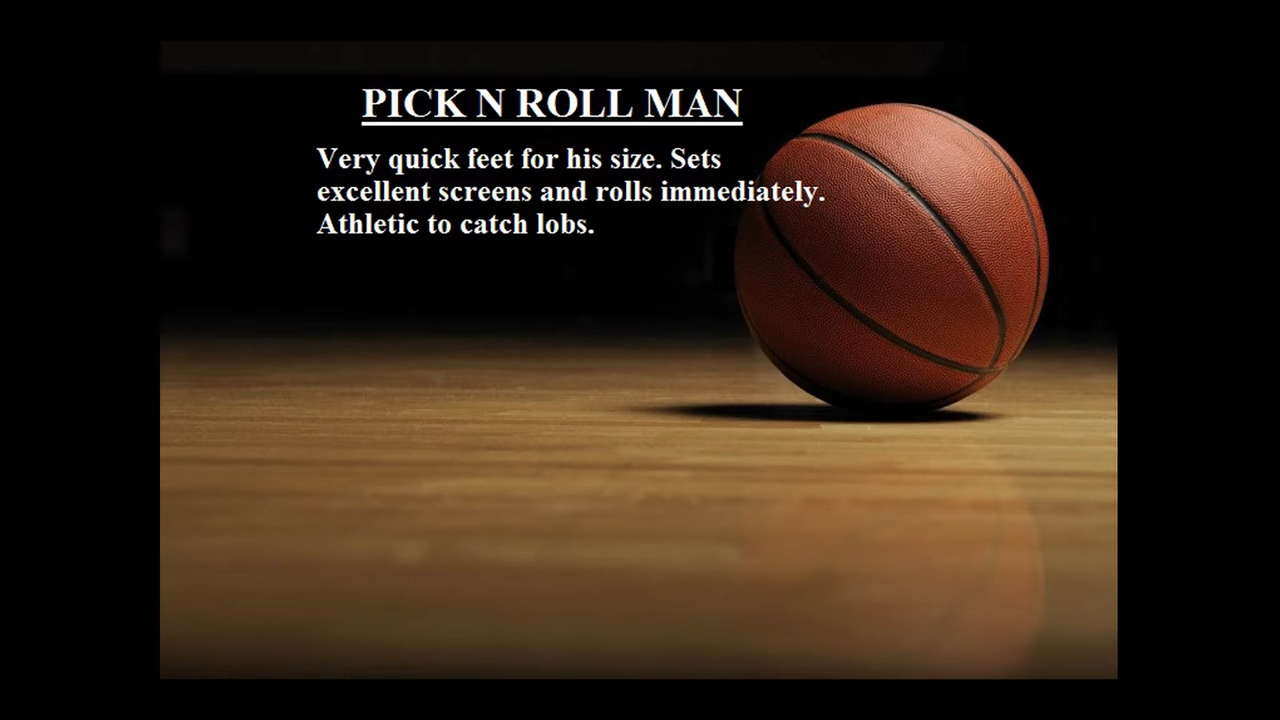 PICK N ROLL MAN
Very quick feet for his size. Sets
excellent screens and rolls immediately.
Athletic to catch lobs.